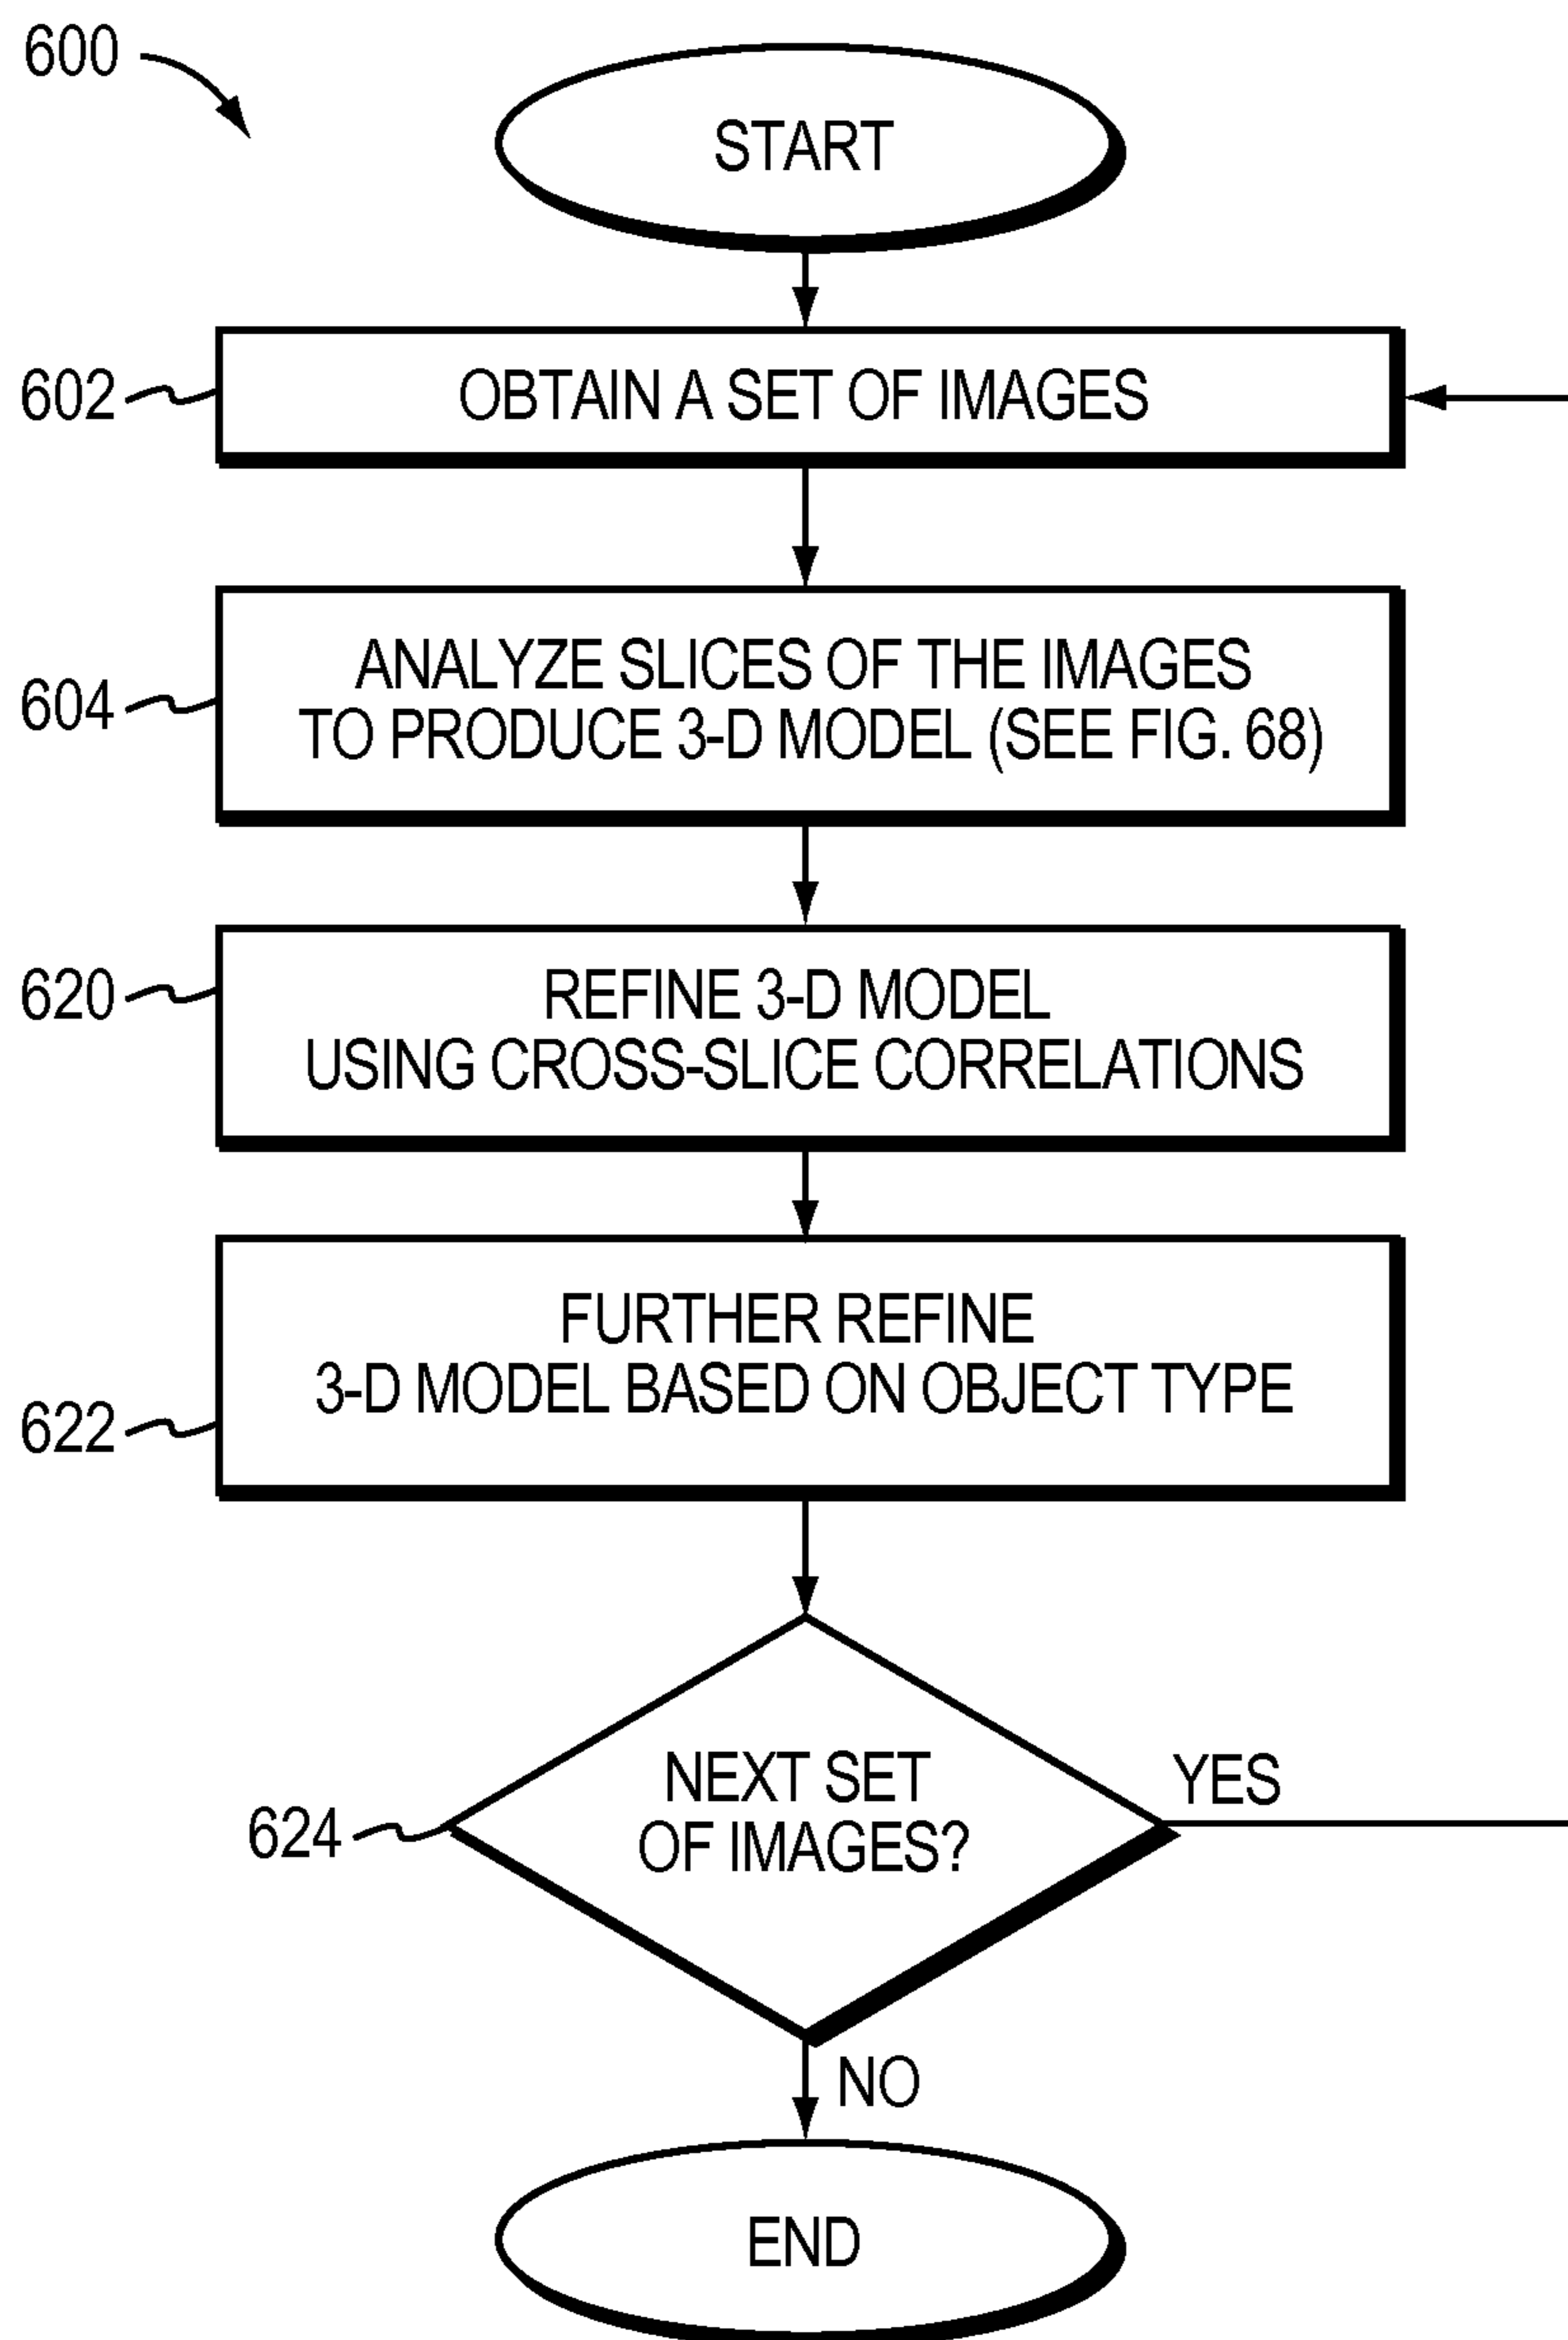 600
START
602
OBTAIN A SET OF IMAGES
604
ANALYZE SLICES OF THE IMAGES
TO PRODUCE 3-D MODEL (SEE FIG. 68)
620
REFINE 3-D MODEL
USING CROSS-SLICE CORRELATIONS
FURTHER REFINE
3-D MODEL BASED ON OBJECT TYPE
622
NEXT SET
OF IMAGES?
YES
624
NO
END